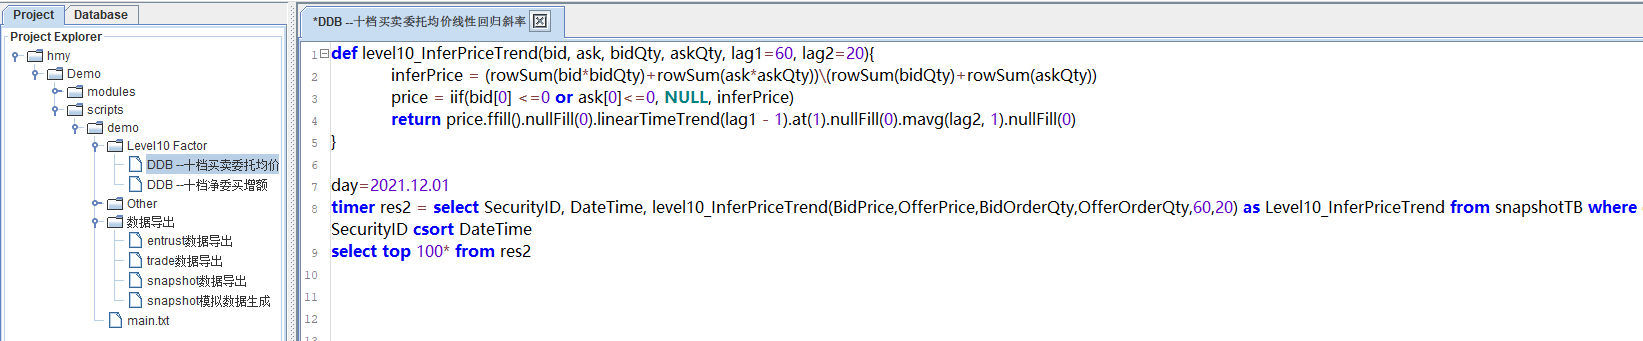 Project
Database
Project Explorer
hmy
Demo
modules
scripts
demo
Level10 Factor
DDB --十档买卖委托均价
DDB --十档净委买增额
Other
数据导出
entrust数据导出
trade数据导出
snapshot数据导出
snapshot模拟数据生成
main.txt
*DDB --十档买卖委托均价线性回归斜率
1 def level10_InferPriceTrend(bid, ask, bidQty, askQty, lag1=60, lag2=20){
2 inferPrice = (rowSum(bid*bidQty)+rowSum(ask*askQty))\(rowSum(bidQty)+rowSum(askQty))
3 price = iif(bid[0] <=0 or ask[0]<=0, NULL, inferPrice)
4 return price.ffill().nullFill(0).linearTimeTrend(lag1 - 1).at(1).nullFill(0).mavg(lag2, 1).nullFill(0)
5 }
6
7 day=2021.12.01
8 timer res2 = select SecurityID, DateTime, level10_InferPriceTrend(BidPrice,OfferPrice,BidOrderQty,OfferOrderQty,60,20) as Level10_InferPriceTrend from snapshotTB where
SecurityID csort DateTime
9 select top 100* from res2
10
11
12